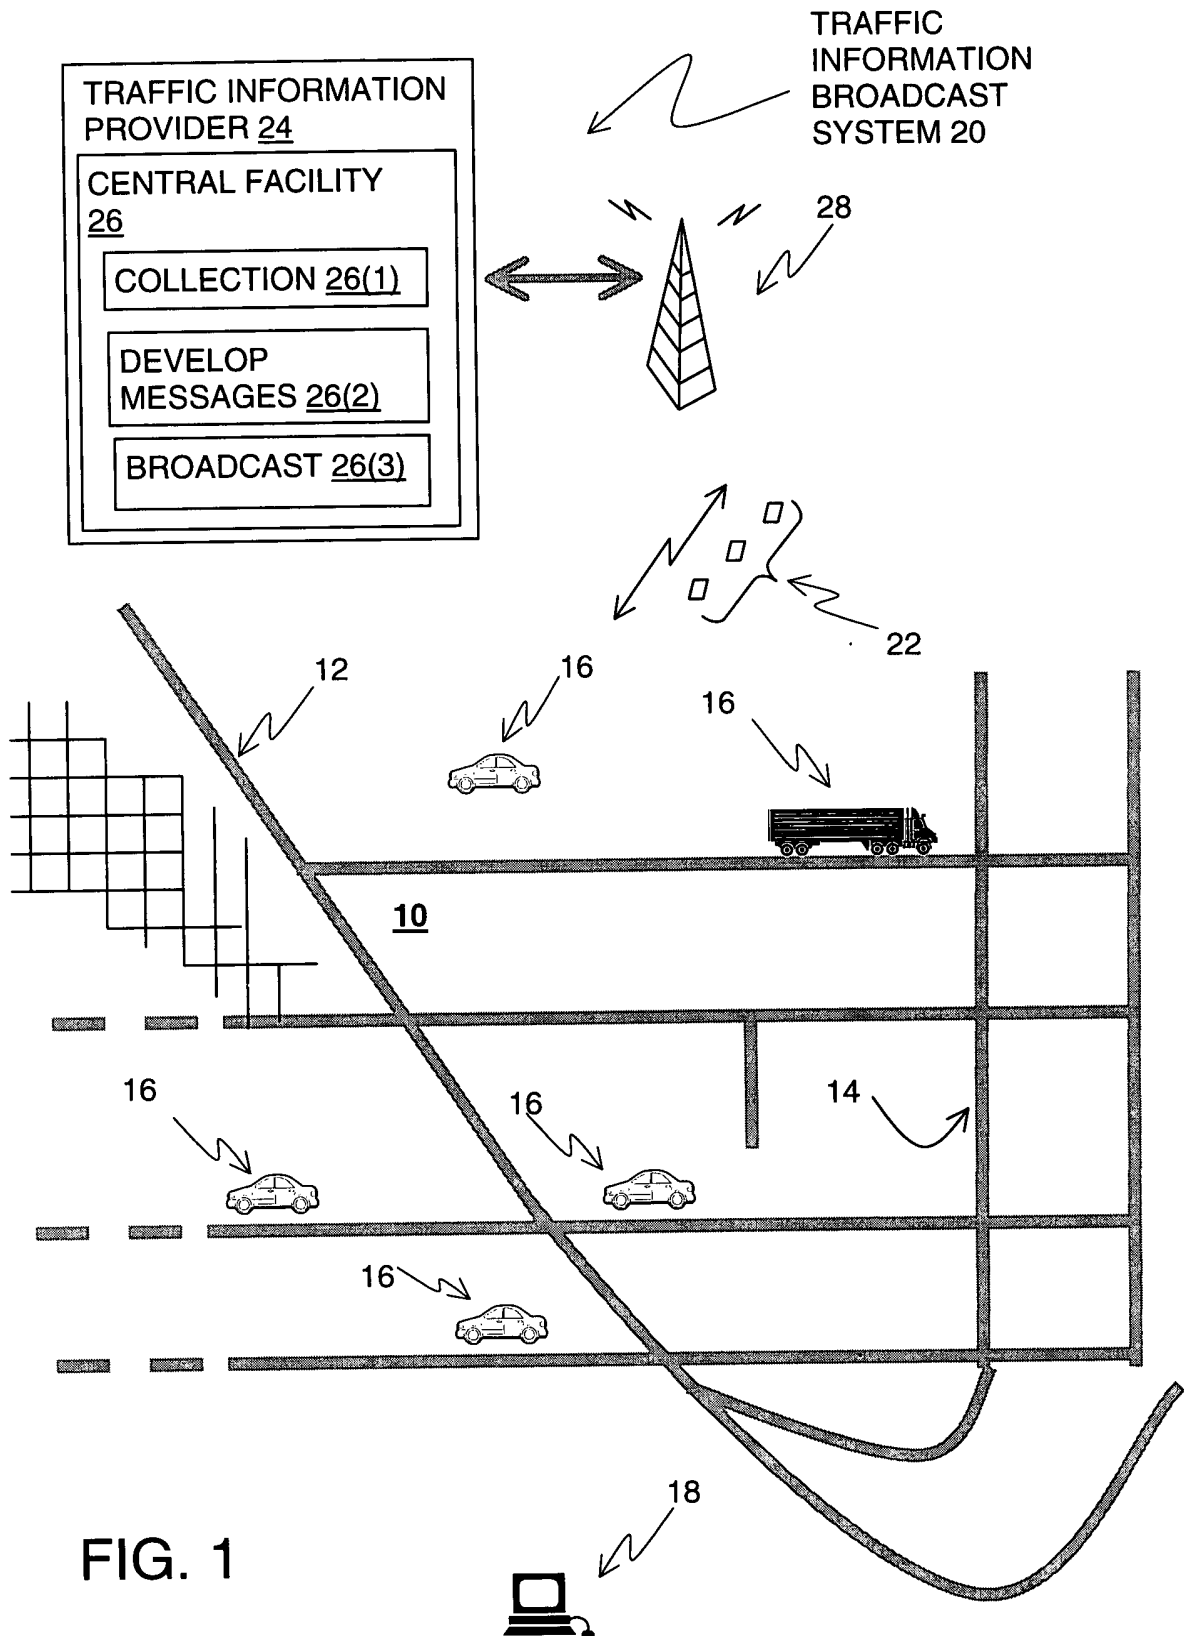 TRAFFIC
INFORMATION
BROADCAST
SYSTEM 20
TRAFFIC INFORMATION
PROVIDER 24
CENTRAL FACILITY
26
COLLECTION 26(1)
DEVELOP
MESSAGES 26(2)
BROADCAST 26(3)
28
22
12
16
16
10
16
16
14
16
18
FIG. 1